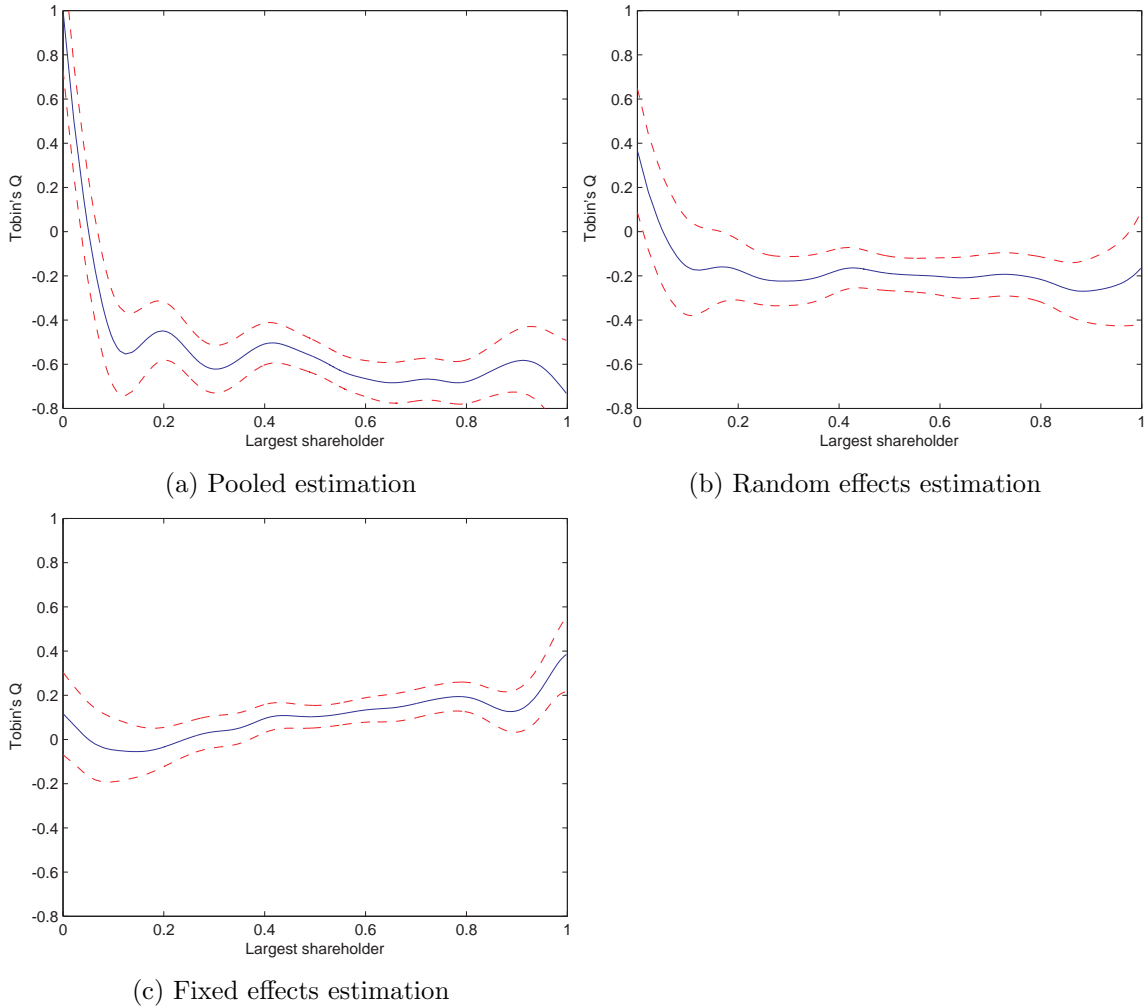 1
0.8
0.6
0.4
0.2
0
-0.2
-0.4
-0.6
-0.8
Tobin's Q
0 0.2 0.4 0.6 0.8 1
Largest shareholder
(a) Pooled estimation
1
0.8
0.6
0.4
0.2
0
-0.2
-0.4
-0.6
-0.8
Tobin's Q
0 0.2 0.4 0.6 0.8 1
Largest shareholder
(b) Random effects estimation
1
0.8
0.6
0.4
0.2
0
-0.2
-0.4
-0.6
-0.8
Tobin's Q
0 0.2 0.4 0.6 0.8 1
Largest shareholder
(c) Fixed effects estimation